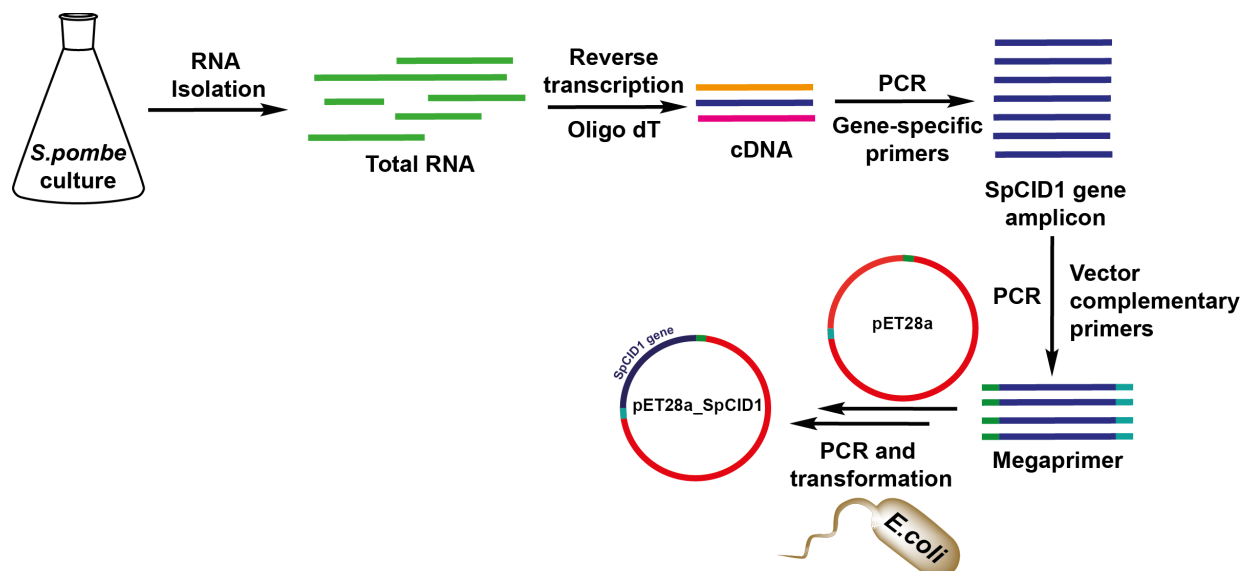 RNA
Isolation
S.pombe
culture
Total RNA
Reverse
transcription
Oligo dT
cDNA
PCR
Gene-specific
primers
SpCID1 gene
amplicon
PCR
Vector
complementary
primers
Megaprimer
pET28a
PCR and
transformation
E.coli
SpCID1 gene
pET28a_SpCID1